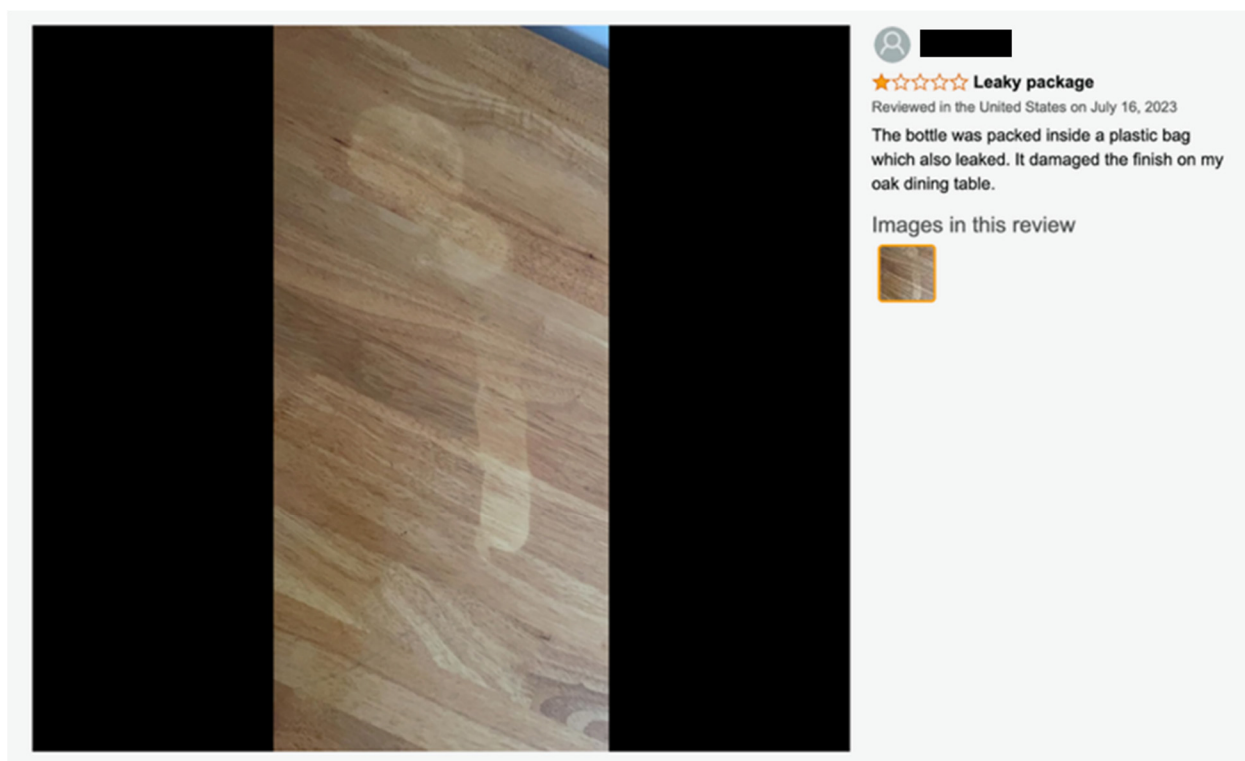 Leaky package
Reviewed in the United States on July 16, 2023
The bottle was packed inside a plastic bag
which also leaked. It damaged the finish on my
oak dining table.
Images in this review